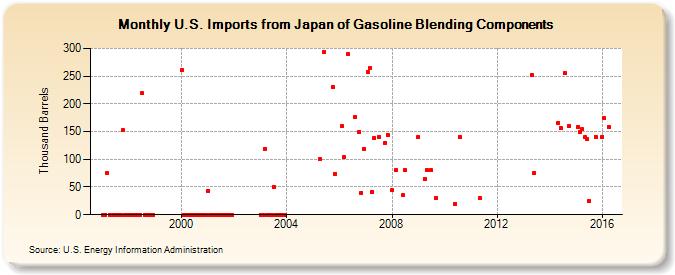 Monthly U.S. Imports from Japan of Gasoline Blending Components
Thousand Barrels
300
250
200
150
100
50
0
2000 2004 2008 2012 2016
Source: U.S. Energy Information Administration